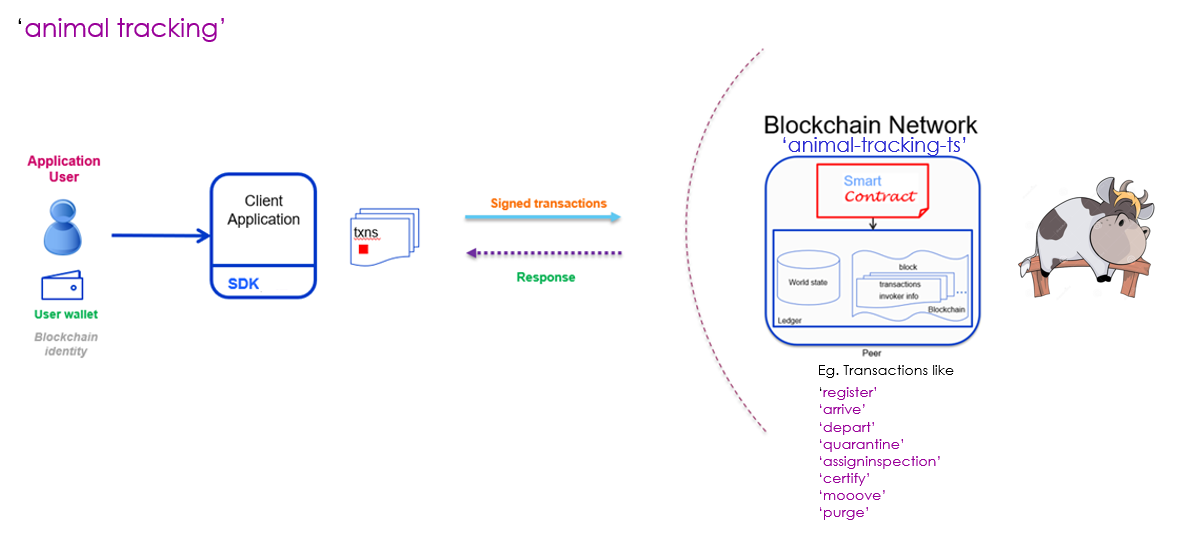 ‘animal tracking’
Application
User
User wallet
Blockchain
identity
Client
Application
SDK
txns
Signed transactions
Response
Blockchain Network
‘animal-tracking-ts’
Smart
Contract
World state
block
transactions
invoker info
...
Blockchain
Ledger
Peer
Eg. Transactions like
‘register’
‘arrive’
‘depart’
‘quarantine’
‘assigninspection’
‘certify’
‘mooove’
‘purge’